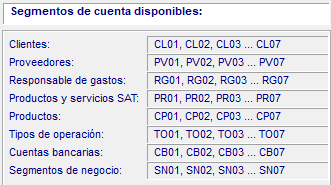 Segmentos de cuenta disponibles:
Clientes: CL01, CL02, CL03 ... CL07
Proveedores: PV01, PV02, PV03 ... PV07
Responsable de gastos: RG01, RG02, RG03 ... RG07
Productos y servicios SAT: PR01, PR02, PR03 ... PR07
Productos: CP01, CP02, CP03 ... CP07
Tipos de operación: TO01, TO02, TO03 ... TO07
Cuentas bancarias: CB01, CB02, CB03 ... CB07
Segmentos de negocio: SN01, SN02, SN03 ... SN07